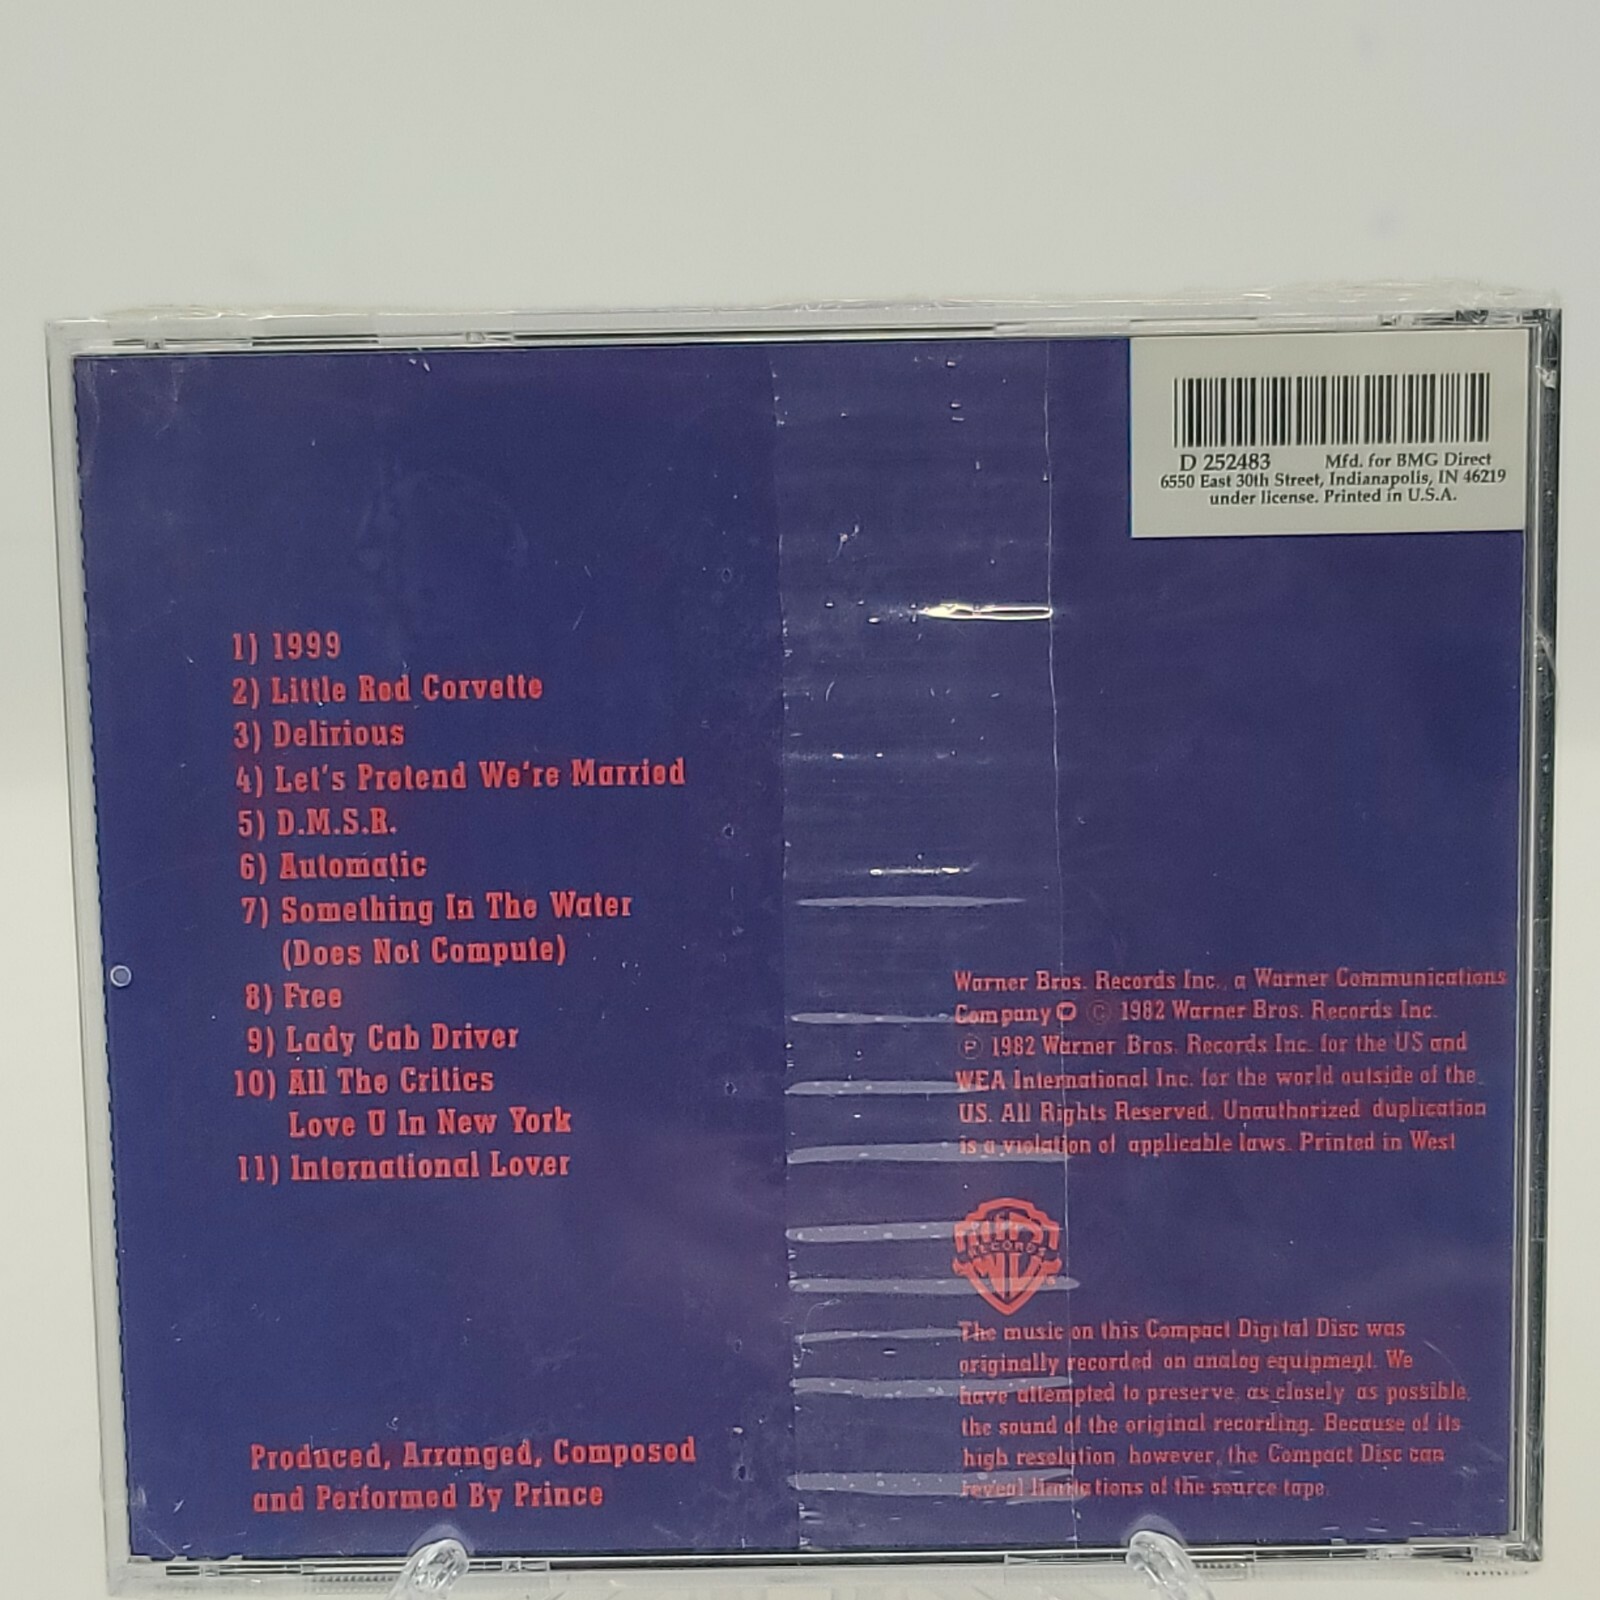 D 252483 Mfd. for BMG Direct
6550 East 30th Street, Indianapolis, IN 46219
under license. Printed in U.S.A.
1) 1999
2) Little Red Corvette
3) Delirious
4) Let's Pretend We're Married
5) D.M.S.R.
6) Automatic
7) Something In The Water
(Does Not Compute)
8) Free
9) Lady Cab Driver
10) All The Critics
Love U In New York
11) International Lover
Produced, Arranged, Composed
and Performed By Prince
Warner Bros. Records Inc., a Warner Communications
Company © 1982 Warner Bros. Records Inc.
℗ 1982 Warner Bros. Records Inc. for the US and
WEA International Inc. for the world outside of the
US. All Rights Reserved. Unauthorized duplication
is a violation of applicable laws. Printed in West
RECORDS
The music on this Compact Digital Disc was
originally recorded on analog equipment. We
have attempted to preserve, as closely as possible,
the sound of the original recording. Because of its
high resolution, however, the Compact Disc can
reveal limitations of the source tape.